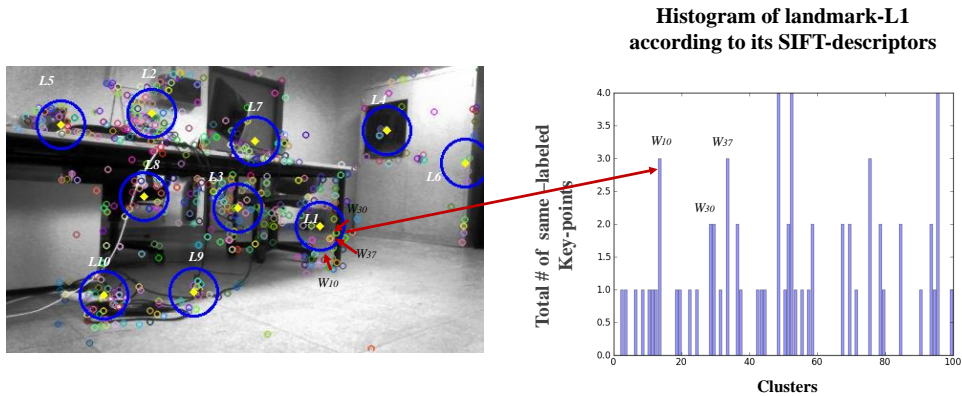 Histogram of landmark-L1
according to its SIFT-descriptors
L5
L2
L7
L4
L6
L8
L3
L1
W30
W37
W10
L10
L9
Total # of same-labeled
Key-points
4.0
3.5
3.0
2.5
2.0
1.5
1.0
0.5
0.0
W10
W37
W30
0
20
40
60
80
100
Clusters